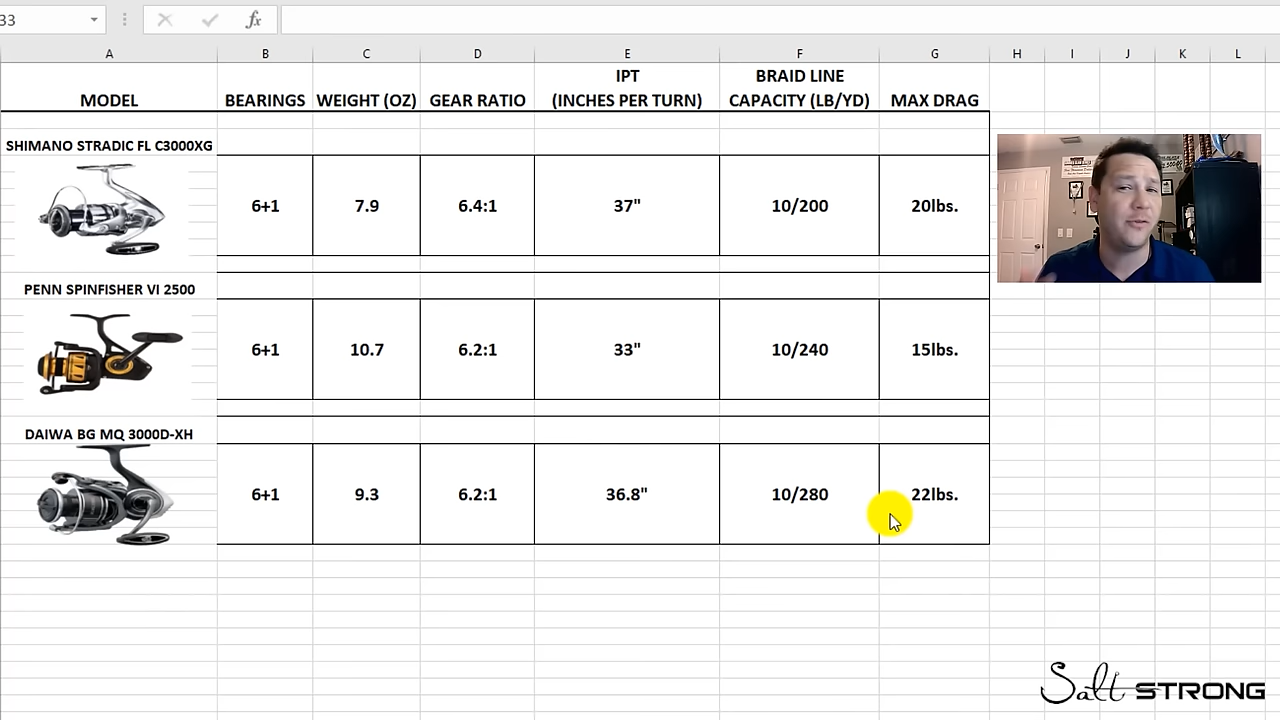 33
fx
A B C D E F G H I J K L
MODEL BEARINGS WEIGHT (OZ) GEAR RATIO IPT (INCHES PER TURN) BRAID LINE CAPACITY (LB/YD) MAX DRAG
SHIMANO STRADIC FL C3000XG
6+1 7.9 6.4:1 37" 10/200 20lbs.
PENN SPINFISHER VI 2500
6+1 10.7 6.2:1 33" 10/240 15lbs.
DAIWA BG MQ 3000D-XH
6+1 9.3 6.2:1 36.8" 10/280 22lbs.
Salt STRONG